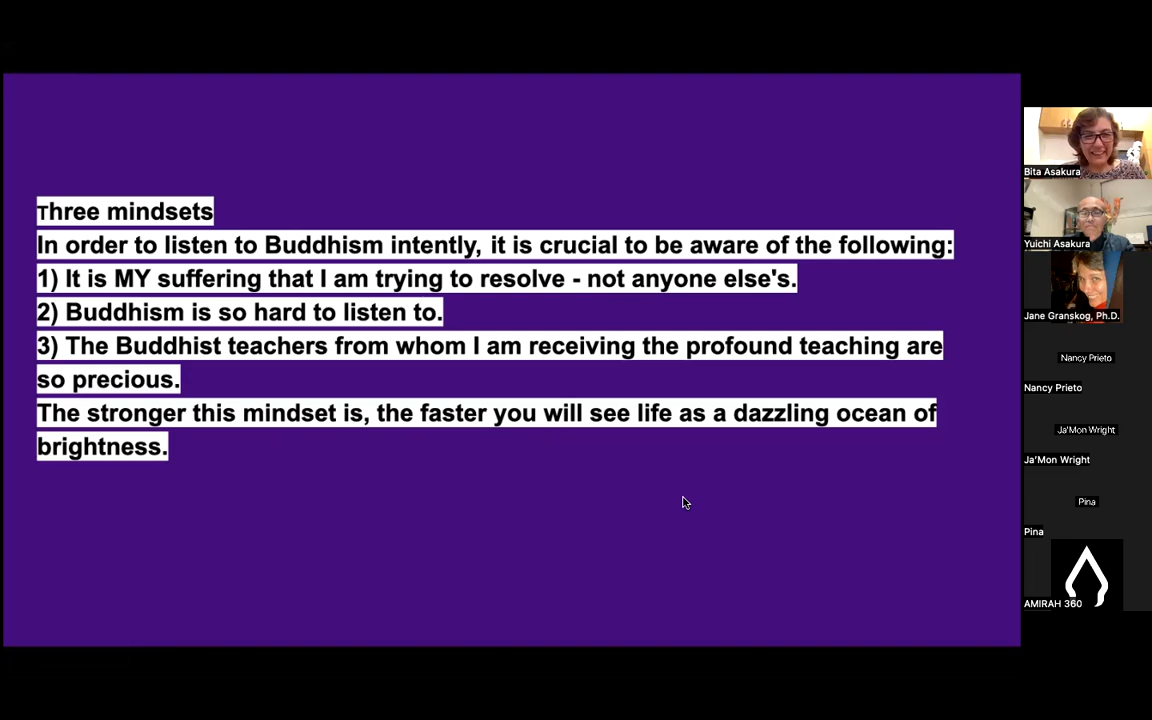 Three mindsets
In order to listen to Buddhism intently, it is crucial to be aware of the following:
1) It is MY suffering that I am trying to resolve - not anyone else's.
2) Buddhism is so hard to listen to.
3) The Buddhist teachers from whom I am receiving the profound teaching are
so precious.
The stronger this mindset is, the faster you will see life as a dazzling ocean of
brightness.
Bita Asakura
Yuichi Asakura
Jane Granskog, Ph.D.
Nancy Prieto
Nancy Prieto
Ja'Mon Wright
Ja'Mon Wright
Pina
Pina
AMIRAH 360